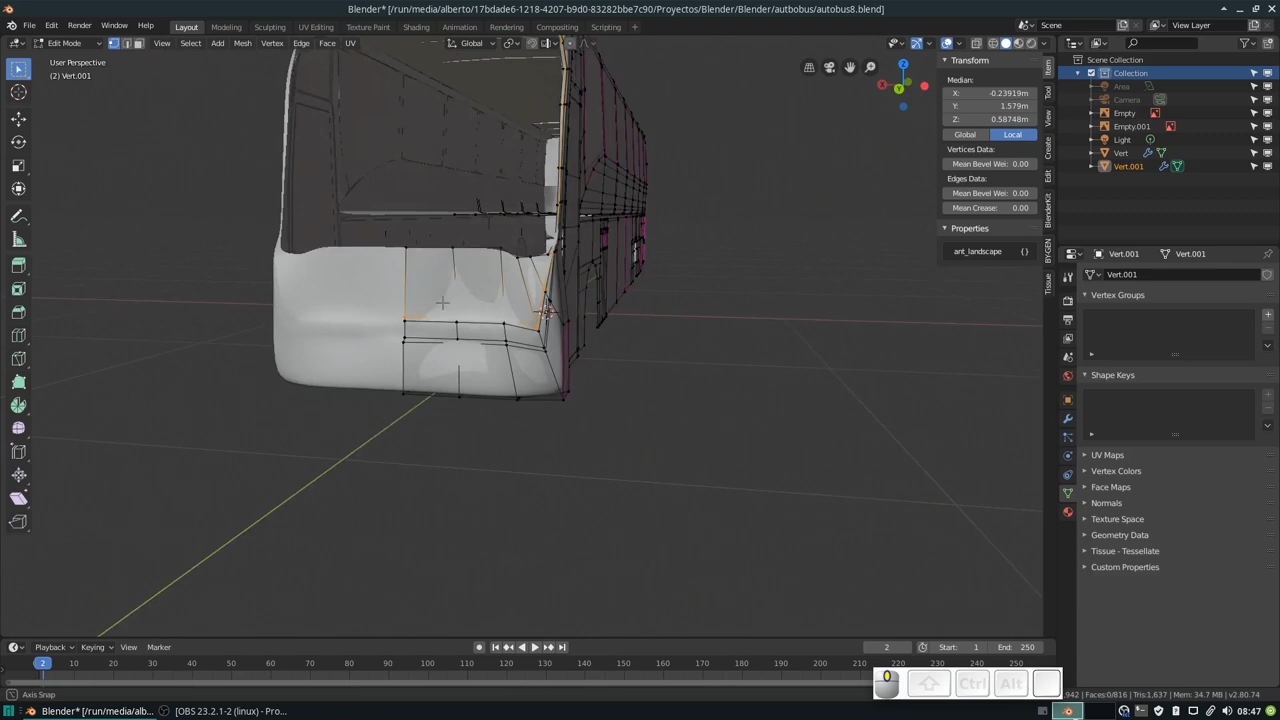 Blender* [/run/media/alberto/17bdade6-1218-4207-b9d0-83282bbe7c90/Proyectos/Blender/Blender/autbobus/autobus8.blend]
File Edit Render Window Help Layout Modeling Sculpting UV Editing Texture Paint Shading Animation Rendering Compositing Scripting + Scene View Layer
Edit Mode View Select Add Mesh Vertex Edge Face UV Global
User Perspective
(2) Vert.001
Transform
Median:
X: -0.23919m
Y: 1.579m
Z: 0.58748m
Global Local
Vertices Data:
Mean Bevel Wei: 0.00
Edges Data:
Mean Bevel Wei: 0.00
Mean Crease: 0.00
Properties
ant_landscape {}
Item
Tool
View
Create
Edit
BlenderKit
BY-GEN
Tissue
Z
X
Y
Scene Collection
Collection
Area
Camera
Empty
Empty.001
Light
Vert
Vert.001
Vert.001 Vert.001
Vert.001
Vertex Groups
Shape Keys
UV Maps
Vertex Colors
Face Maps
Normals
Texture Space
Geometry Data
Tissue - Tessellate
Custom Properties
Playback Keying View Marker 2 Start: 1 End: 250
2 10 20 30 40 50 60 70 80 90 100 110 120 130 140 150 160 170 180 190 200 210 220 230 240 250
Ctrl Alt
Axis Snap ,942 | Faces:0/816 | Tris:1,637 | Mem: 34.7 MB | v2.80.74
Blender* [/run/media/alb... [OBS 23.2.1-2 (linux) - Pro... 08:47